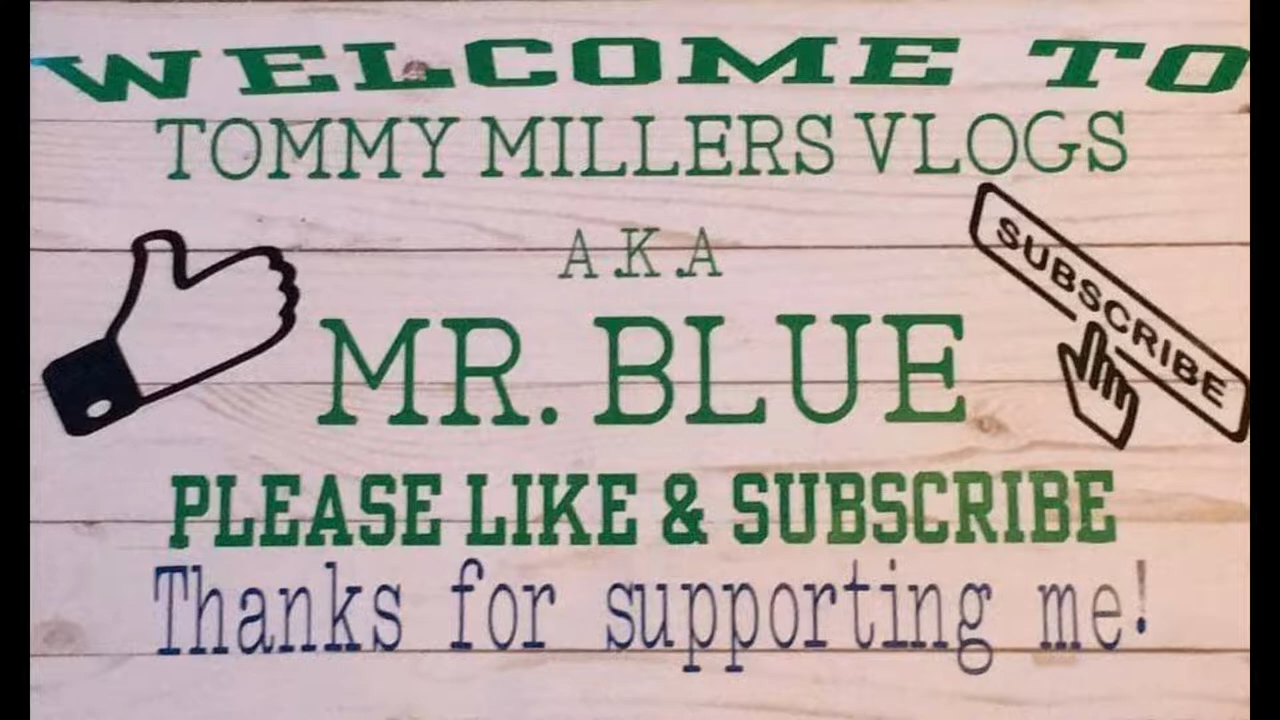 WELCOME TO
TOMMY MILLERS VLOGS
A.K.A
SUBSCRIBE
MR. BLUE
PLEASE LIKE & SUBSCRIBE
Thanks for supporting me!